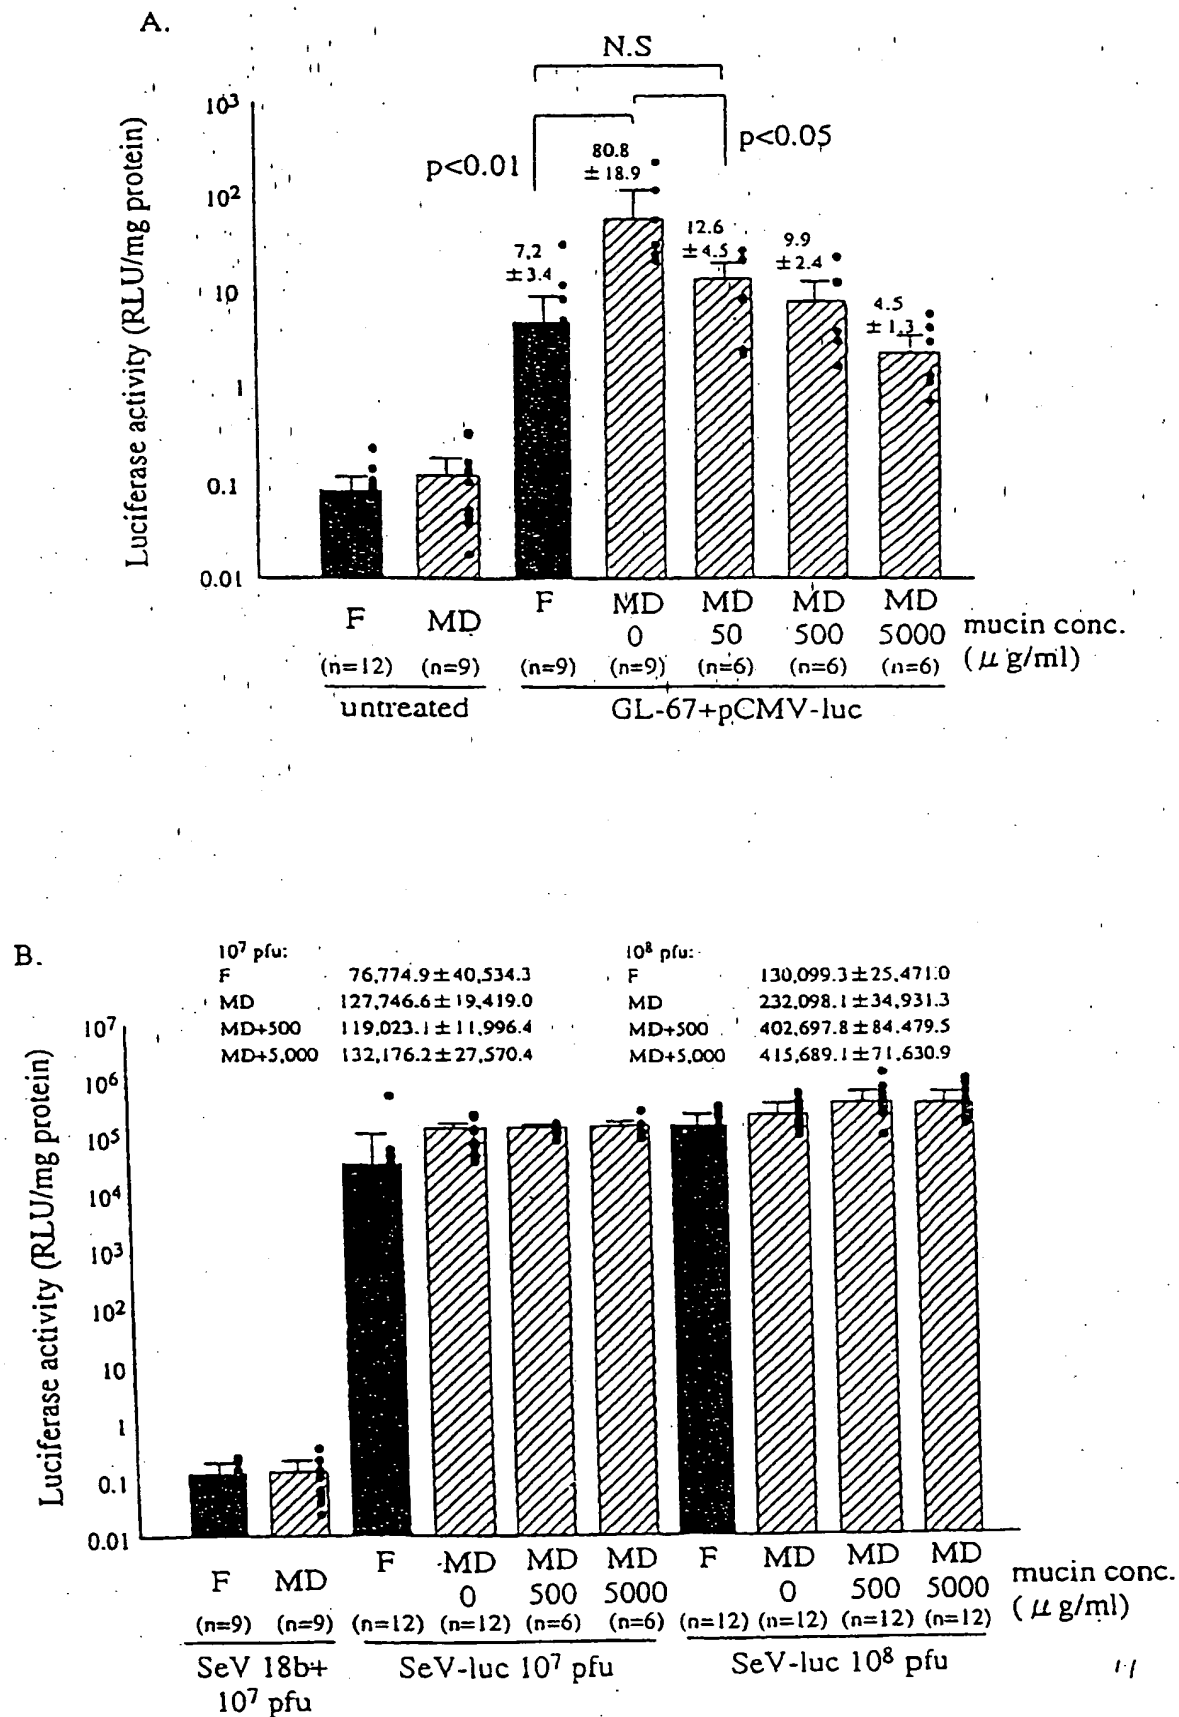 A.
N.S
p<0.01
p<0.05
Luciferase activity (RLU/mg protein)
10³
10²
10
1
0.1
0.01
7.2
±3.4
80.8
±18.9
12.6
±4.5
9.9
±2.4
4.5
±1.3
F MD F MD MD MD MD
0 50 500 5000 mucin conc.
(n=12) (n=9) (n=9) (n=9) (n=6) (n=6) (n=6) (μg/ml)
untreated GL-67+pCMV-luc
B.
10⁷ pfu:
F 76,774.9±40,534.3
MD 127,746.6±19,419.0
MD+500 119,023.1±11,996.4
MD+5,000 132,176.2±27,570.4
10⁸ pfu:
F 130,099.3±25,471.0
MD 232,098.1±34,931.3
MD+500 402,697.8±84,479.5
MD+5,000 415,689.1±71,630.9
Luciferase activity (RLU/mg protein)
10⁷
10⁶
10⁵
10⁴
10³
10²
10
1
0.1
0.01
F MD F MD MD MD F MD MD MD
0 500 5000 0 500 5000 mucin conc.
(n=9) (n=9) (n=12) (n=12) (n=6) (n=6) (n=12) (n=12) (n=12) (n=12) (μg/ml)
SeV 18b+ SeV-luc 10⁷ pfu SeV-luc 10⁸ pfu
10⁷ pfu